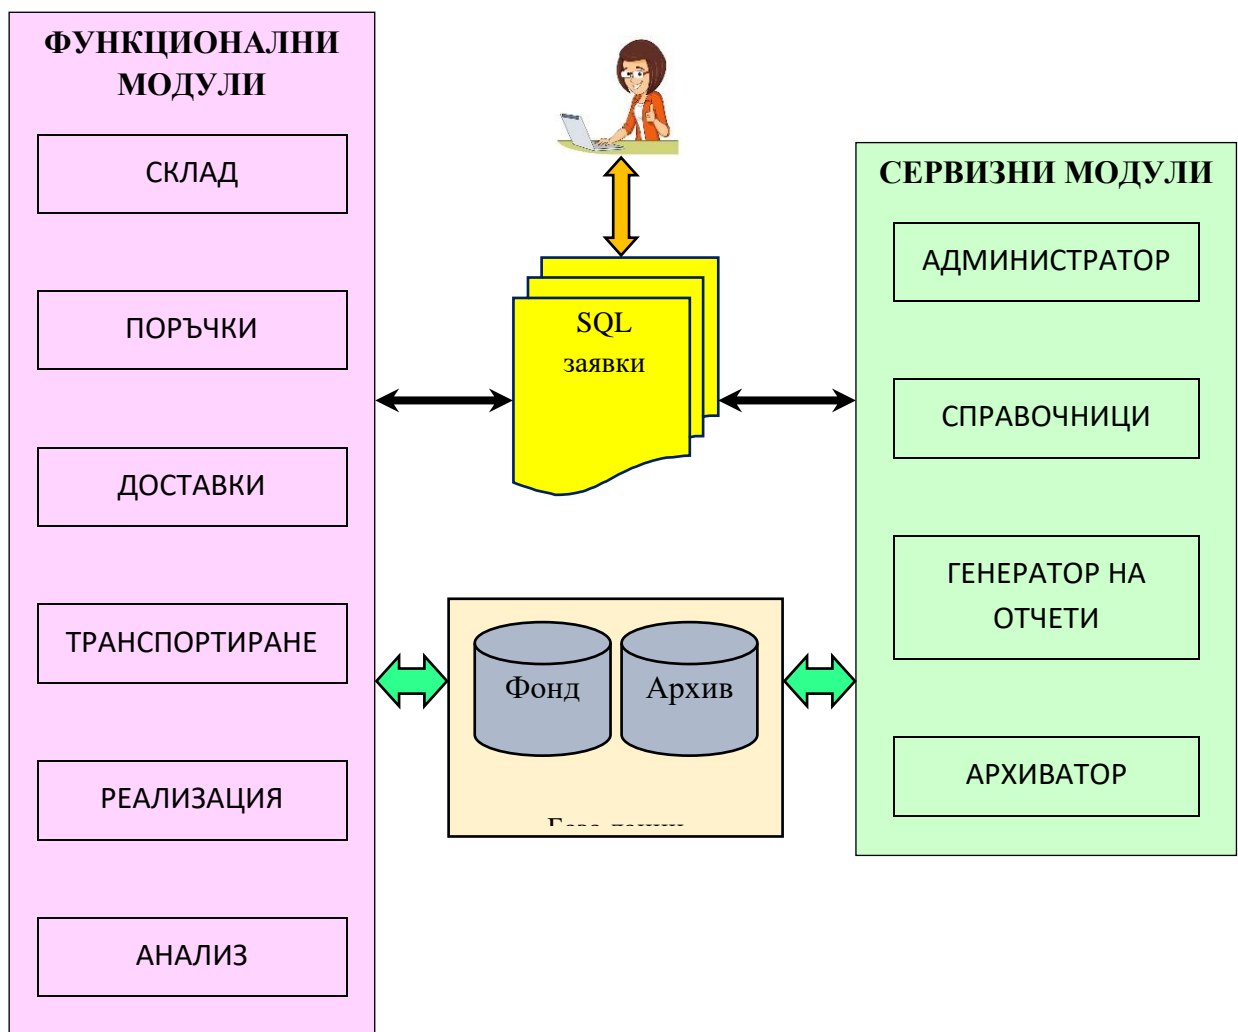 ФУНКЦИОНАЛНИ
МОДУЛИ
СКЛАД
ПОРЪЧКИ
ДОСТАВКИ
ТРАНСПОРТИРАНЕ
РЕАЛИЗАЦИЯ
АНАЛИЗ
SQL
заявки
Фонд
Архив
СЕРВИЗНИ МОДУЛИ
АДМИНИСТРАТОР
СПРАВОЧНИЦИ
ГЕНЕРАТОР НА
ОТЧЕТИ
АРХИВАТОР